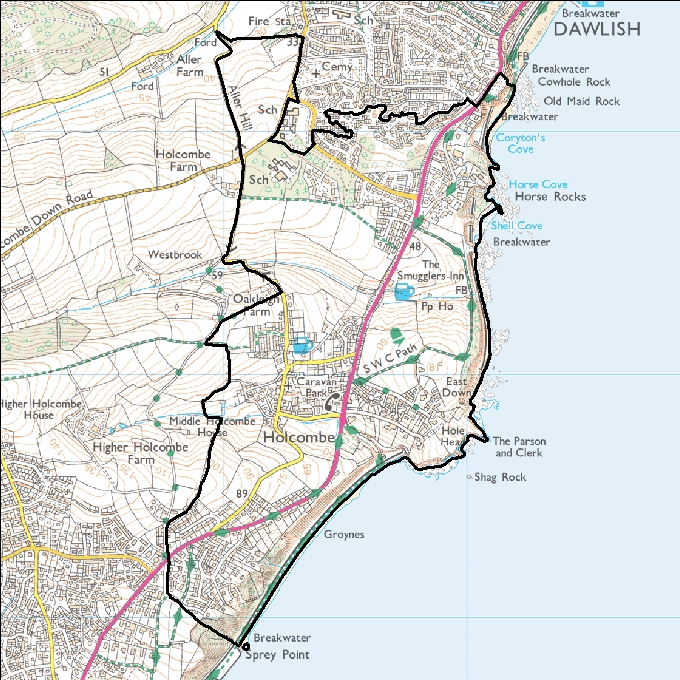 Breakwater
DAWLISH
Fire Sta
Sch
Ford
33
Aller
Farm
51
Ford
Cemy
FB
Breakwater
Cowhole Rock
Old Maid Rock
Breakwater
Aller Hill
Sch
Coryton's
Cove
Holcombe
Farm
Sch
Horse Cove
Horse Rocks
combe Down Road
Shell Cove
Breakwater
48
Westbrook
59
The
Smugglers Inn
FB
Pp Ho
Oakleigh
Farm
S W C Path
Caravan
Park
East
Down
Higher Holcombe
House
Middle Holcombe
House
Holcombe
Hole
Head
The Parson
and Clerk
Higher Holcombe
Farm
Shag Rock
89
Groynes
Breakwater
Sprey Point